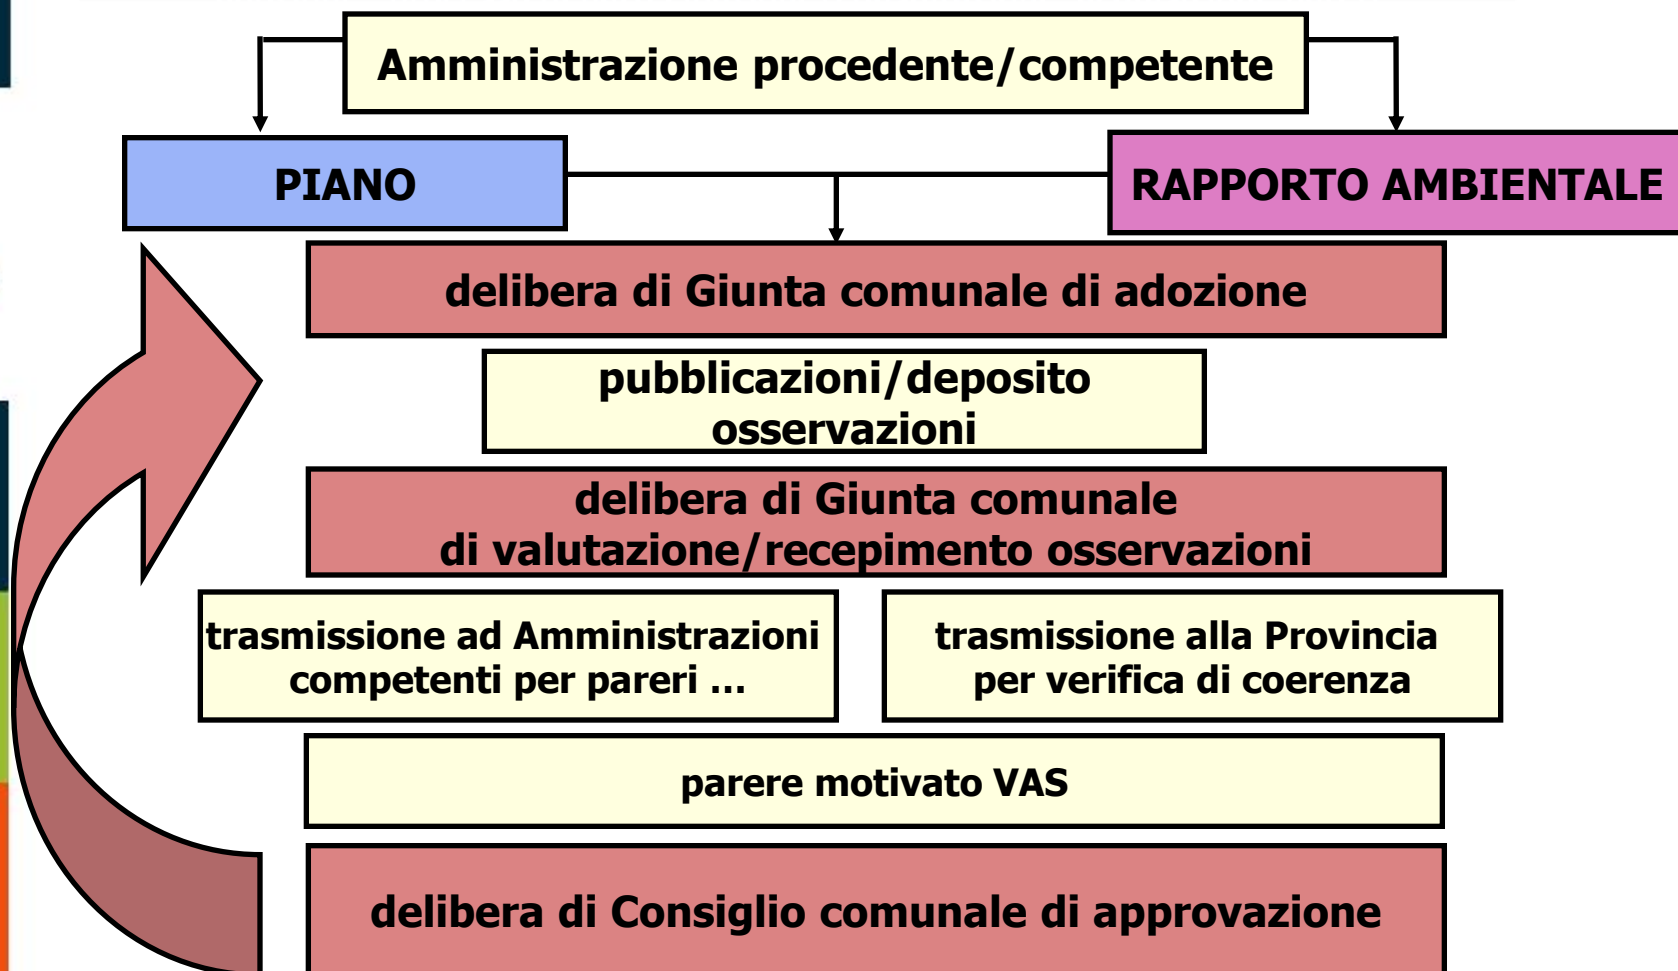 Amministrazione procedente/competente
PIANO
RAPPORTO AMBIENTALE
delibera di Giunta comunale di adozione
pubblicazioni/deposito
osservazioni
delibera di Giunta comunale
di valutazione/recepimento osservazioni
trasmissione ad Amministrazioni
competenti per pareri ...
trasmissione alla Provincia
per verifica di coerenza
parere motivato VAS
delibera di Consiglio comunale di approvazione